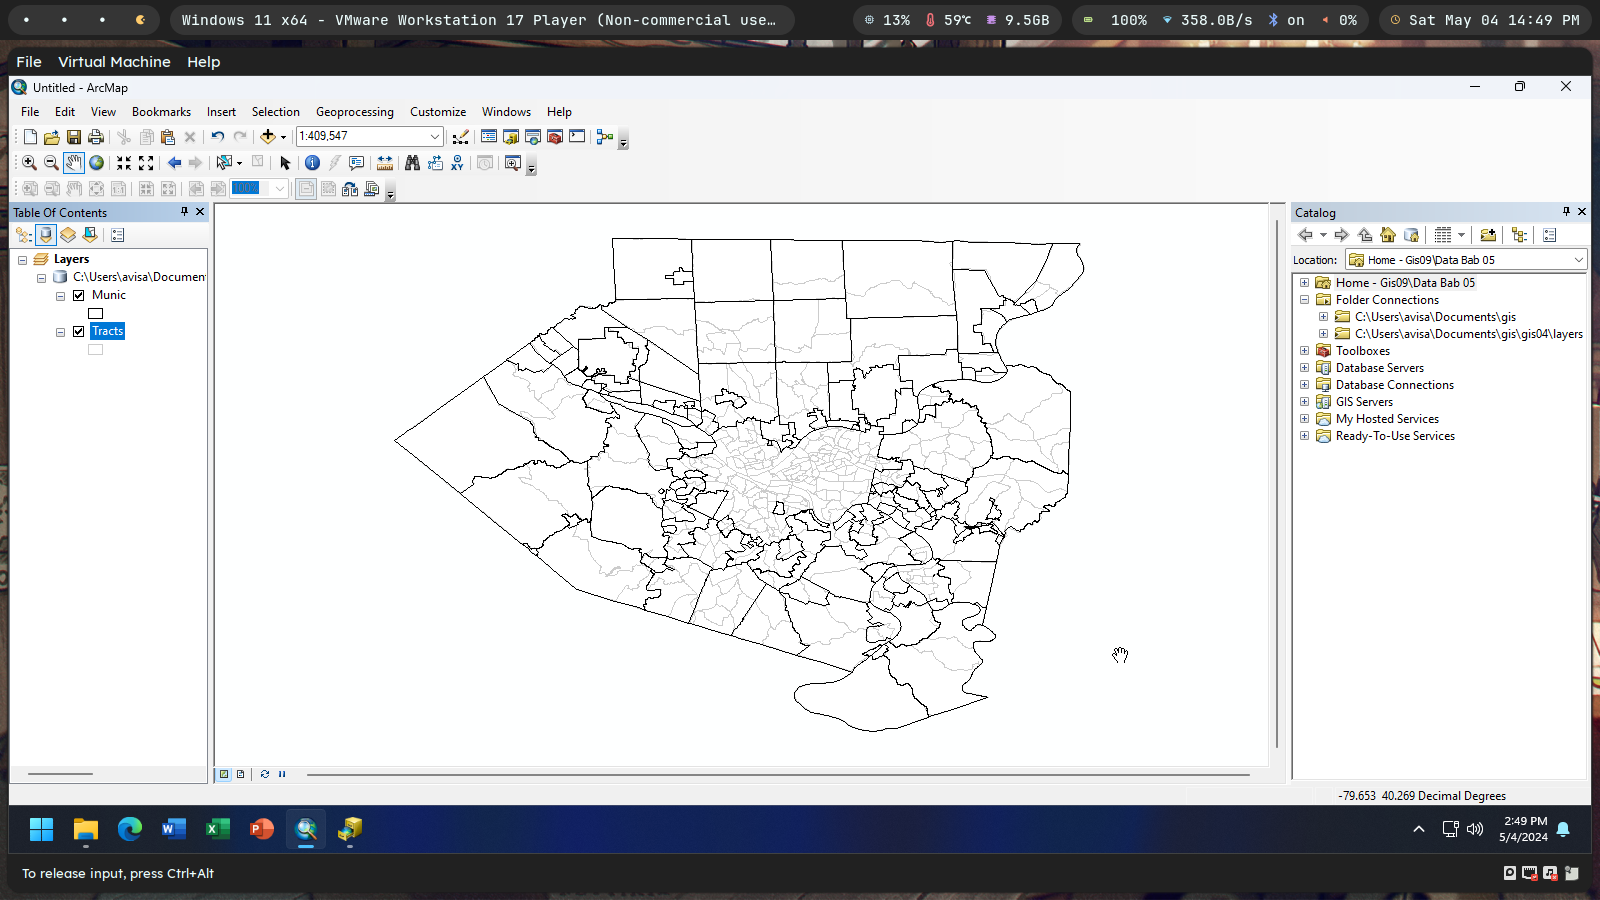 Windows 11 x64 - VMware Workstation 17 Player (Non-commercial use…
13% 59℃ 9.5GB
100% 358.0B/s on 0%
Sat May 04 14:49 PM
File Virtual Machine Help
Untitled - ArcMap
File Edit View Bookmarks Insert Selection Geoprocessing Customize Windows Help
1:409,547
100%
Table Of Contents
Layers
C:\Users\avisa\Documen
Munic
Tracts
Catalog
Location: Home - Gis09\Data Bab 05
Home - Gis09\Data Bab 05
Folder Connections
C:\Users\avisa\Documents\gis
C:\Users\avisa\Documents\gis\gis04\layers
Toolboxes
Database Servers
Database Connections
GIS Servers
My Hosted Services
Ready-To-Use Services
-79.653 40.269 Decimal Degrees
2:49 PM
5/4/2024
To release input, press Ctrl+Alt